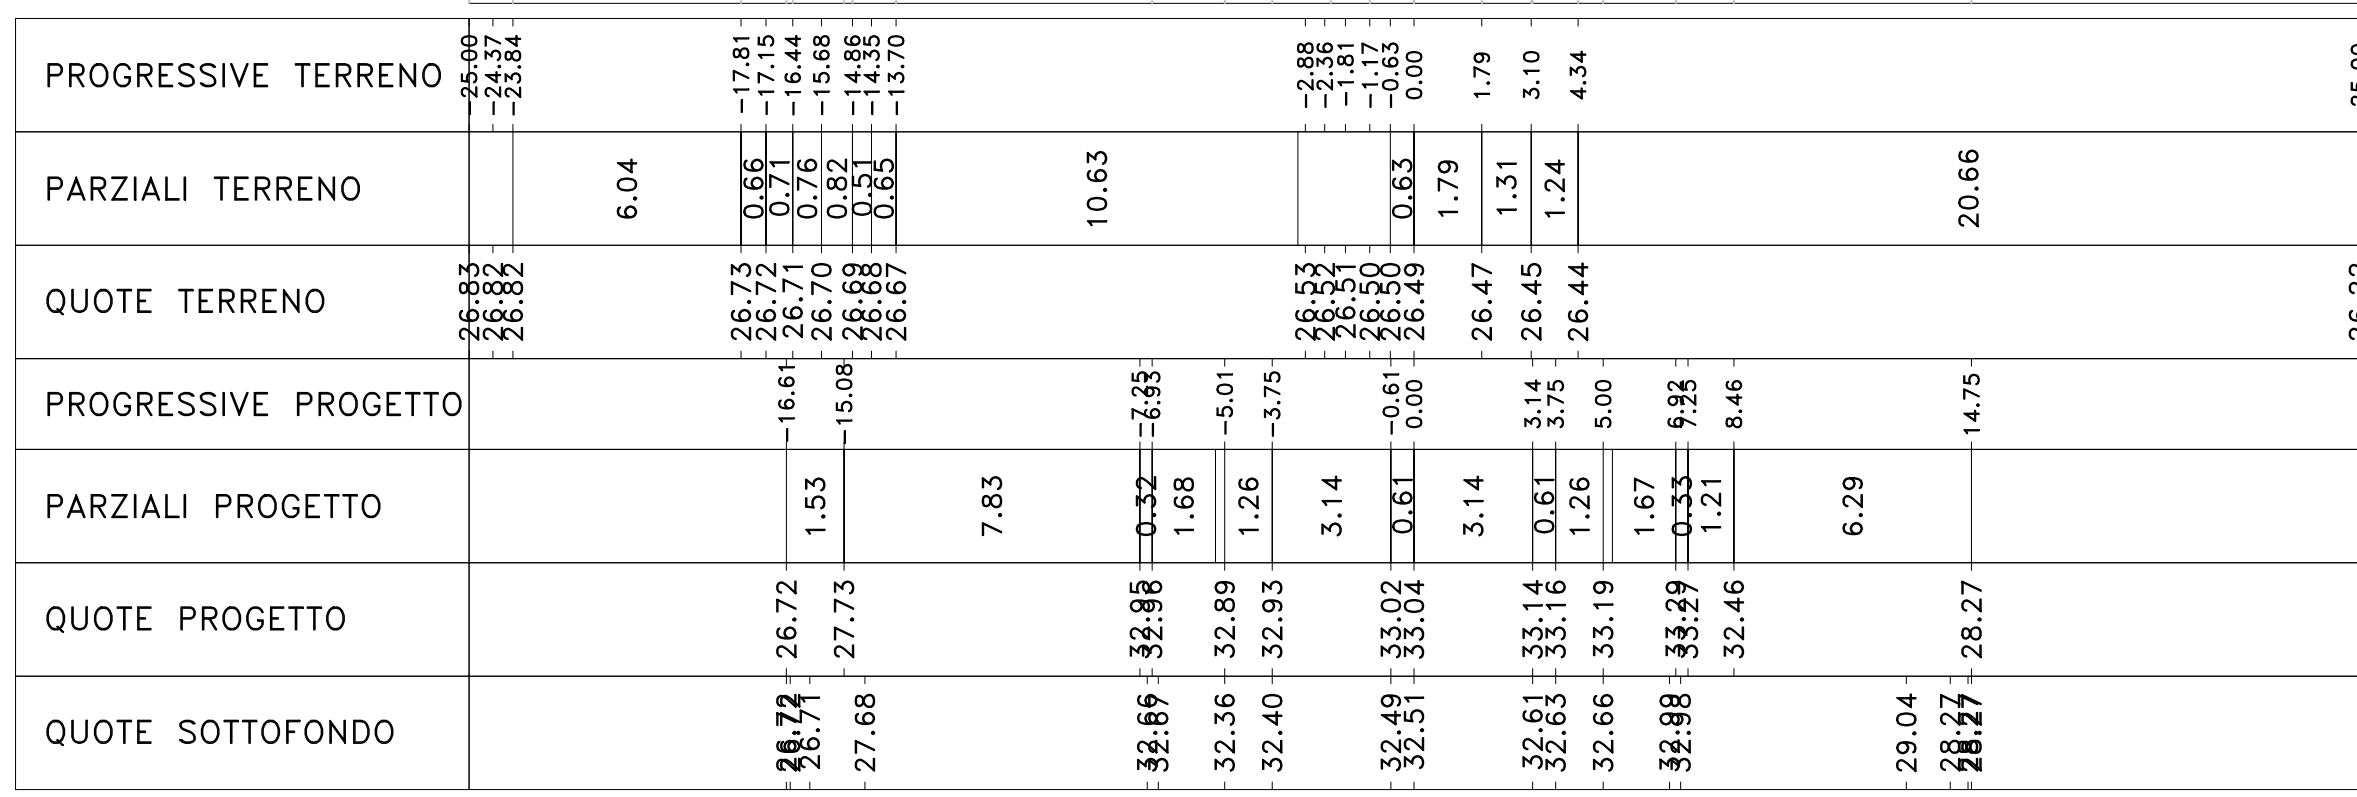 PROGRESSIVE TERRENO -25.00 -24.37 -23.84 -17.81 -17.15 -16.44 -15.68 -14.86 -14.35 -13.70 -2.88 -2.36 -1.81 -1.17 -0.63 0.00 1.79 3.10 4.34
PARZIALI TERRENO 6.04 0.66 0.71 0.76 0.82 0.51 0.65 10.63 0.63 1.79 1.31 1.24 20.66
QUOTE TERRENO 26.83 26.82 26.82 26.73 26.72 26.71 26.70 26.69 26.68 26.67 26.53 26.52 26.51 26.50 26.50 26.49 26.47 26.45 26.44
PROGRESSIVE PROGETTO -16.61 -15.08 -7.25 -6.93 -5.01 -3.75 -0.61 0.00 3.14 3.75 5.00 6.92 7.25 8.46 14.75
PARZIALI PROGETTO 1.53 7.83 0.32 1.68 1.26 3.14 0.61 3.14 0.61 1.26 1.67 0.33 1.21 6.29
QUOTE PROGETTO 26.72 27.73 32.95 32.96 32.89 32.93 33.02 33.04 33.14 33.16 33.19 33.29 33.27 32.46 28.27
QUOTE SOTTOFONDO 26.72 26.71 27.68 32.66 32.67 32.36 32.40 32.49 32.51 32.61 32.63 32.66 32.99 32.98 29.04 28.27 28.27